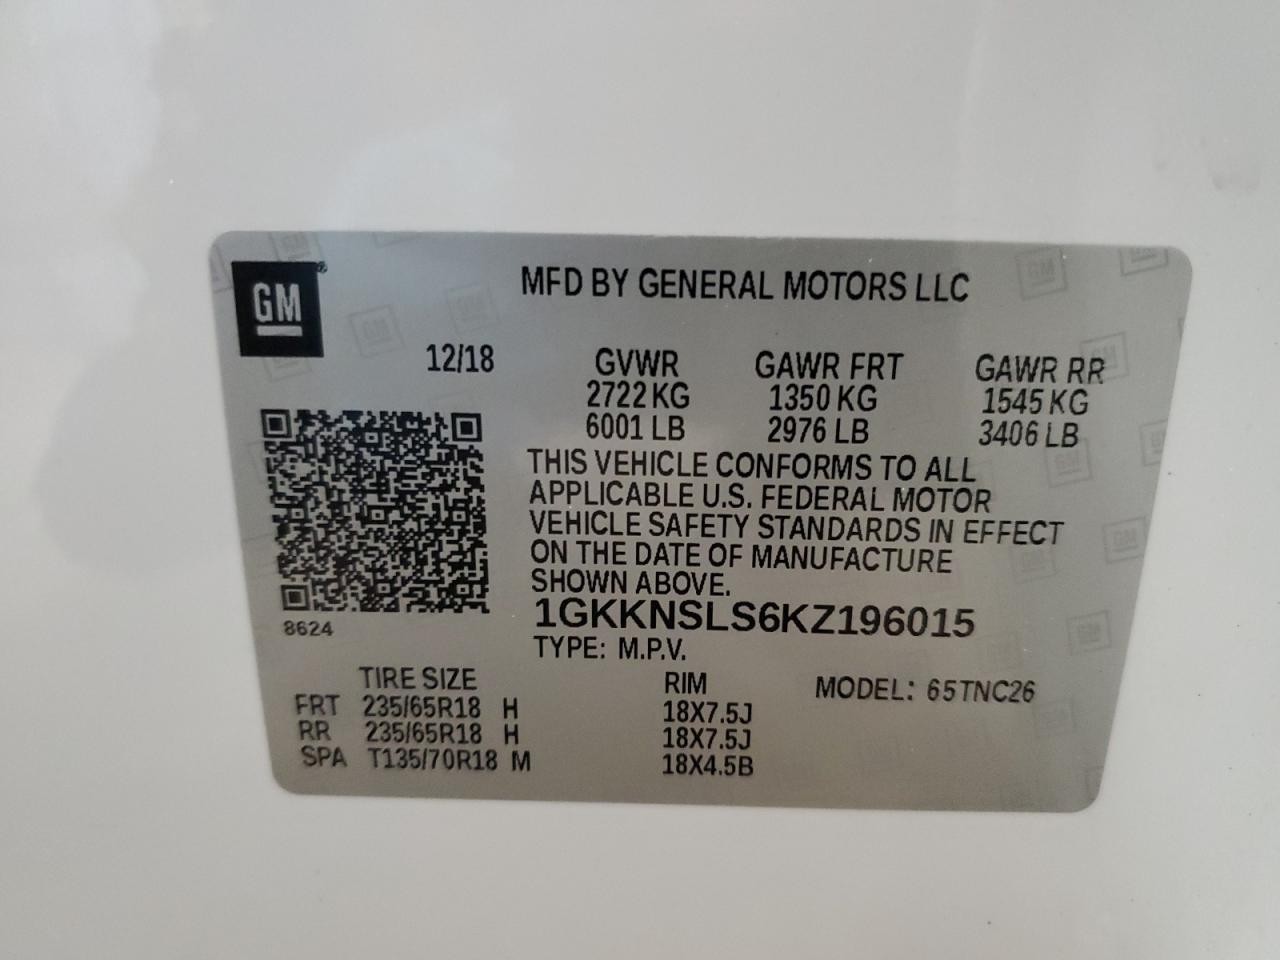 GM®
MFD BY GENERAL MOTORS LLC
12/18
GVWR GAWR FRT GAWR RR
2722 KG 1350 KG 1545 KG
6001 LB 2976 LB 3406 LB
THIS VEHICLE CONFORMS TO ALL
APPLICABLE U.S. FEDERAL MOTOR
VEHICLE SAFETY STANDARDS IN EFFECT
ON THE DATE OF MANUFACTURE
SHOWN ABOVE.
1GKKNSLS6KZ196015
8624
TYPE: M.P.V.
TIRE SIZE RIM MODEL: 65TNC26
FRT 235/65R18 H 18X7.5J
RR 235/65R18 H 18X7.5J
SPA T135/70R18 M 18X4.5B